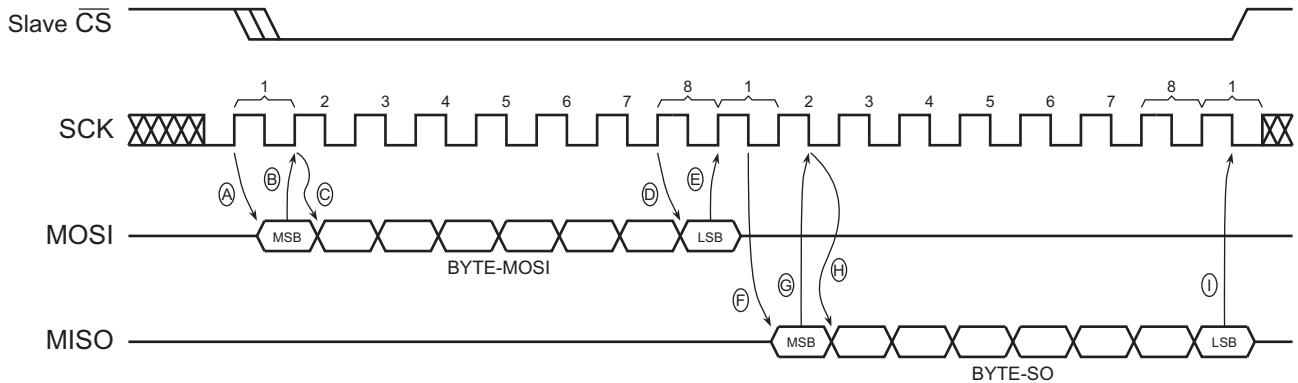 Slave CS
1 2 3 4 5 6 7 8 1 2 3 4 5 6 7 8 1
SCK
A B C D E
MOSI MSB LSB
BYTE-MOSI
F G H I
MISO MSB LSB
BYTE-SO